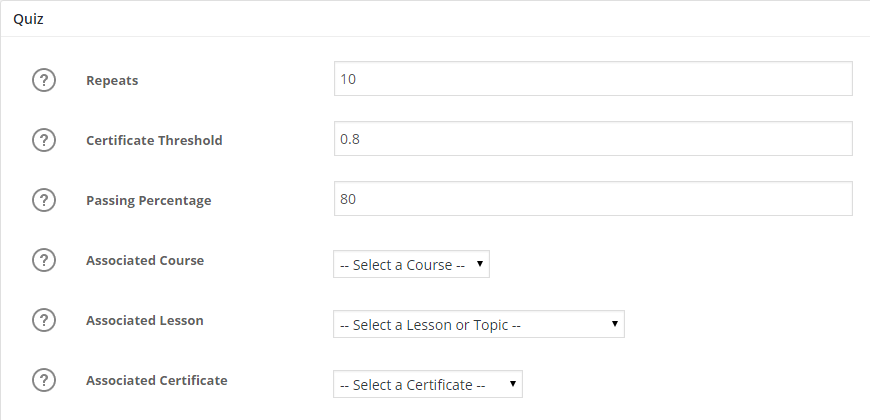 Quiz
? Repeats 10
? Certificate Threshold 0.8
? Passing Percentage 80
? Associated Course -- Select a Course --
? Associated Lesson -- Select a Lesson or Topic --
? Associated Certificate -- Select a Certificate --